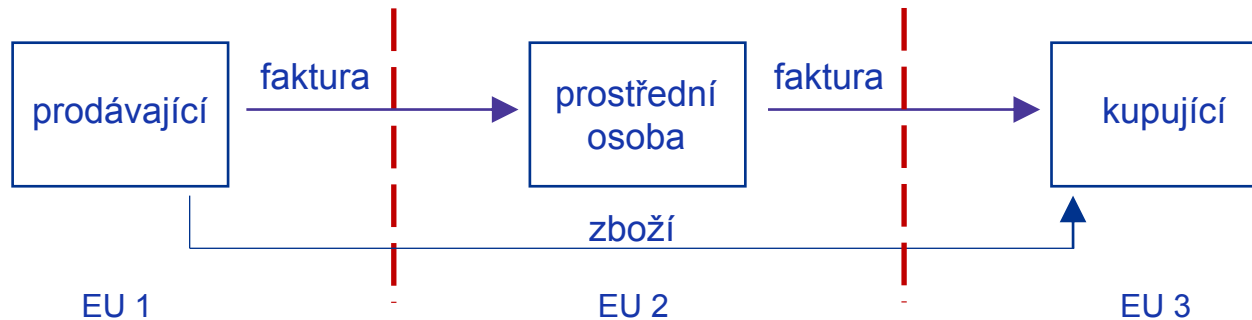 faktura
faktura
prodávající
prostřední
osoba
kupující
zboží
EU 1
EU 2
EU 3